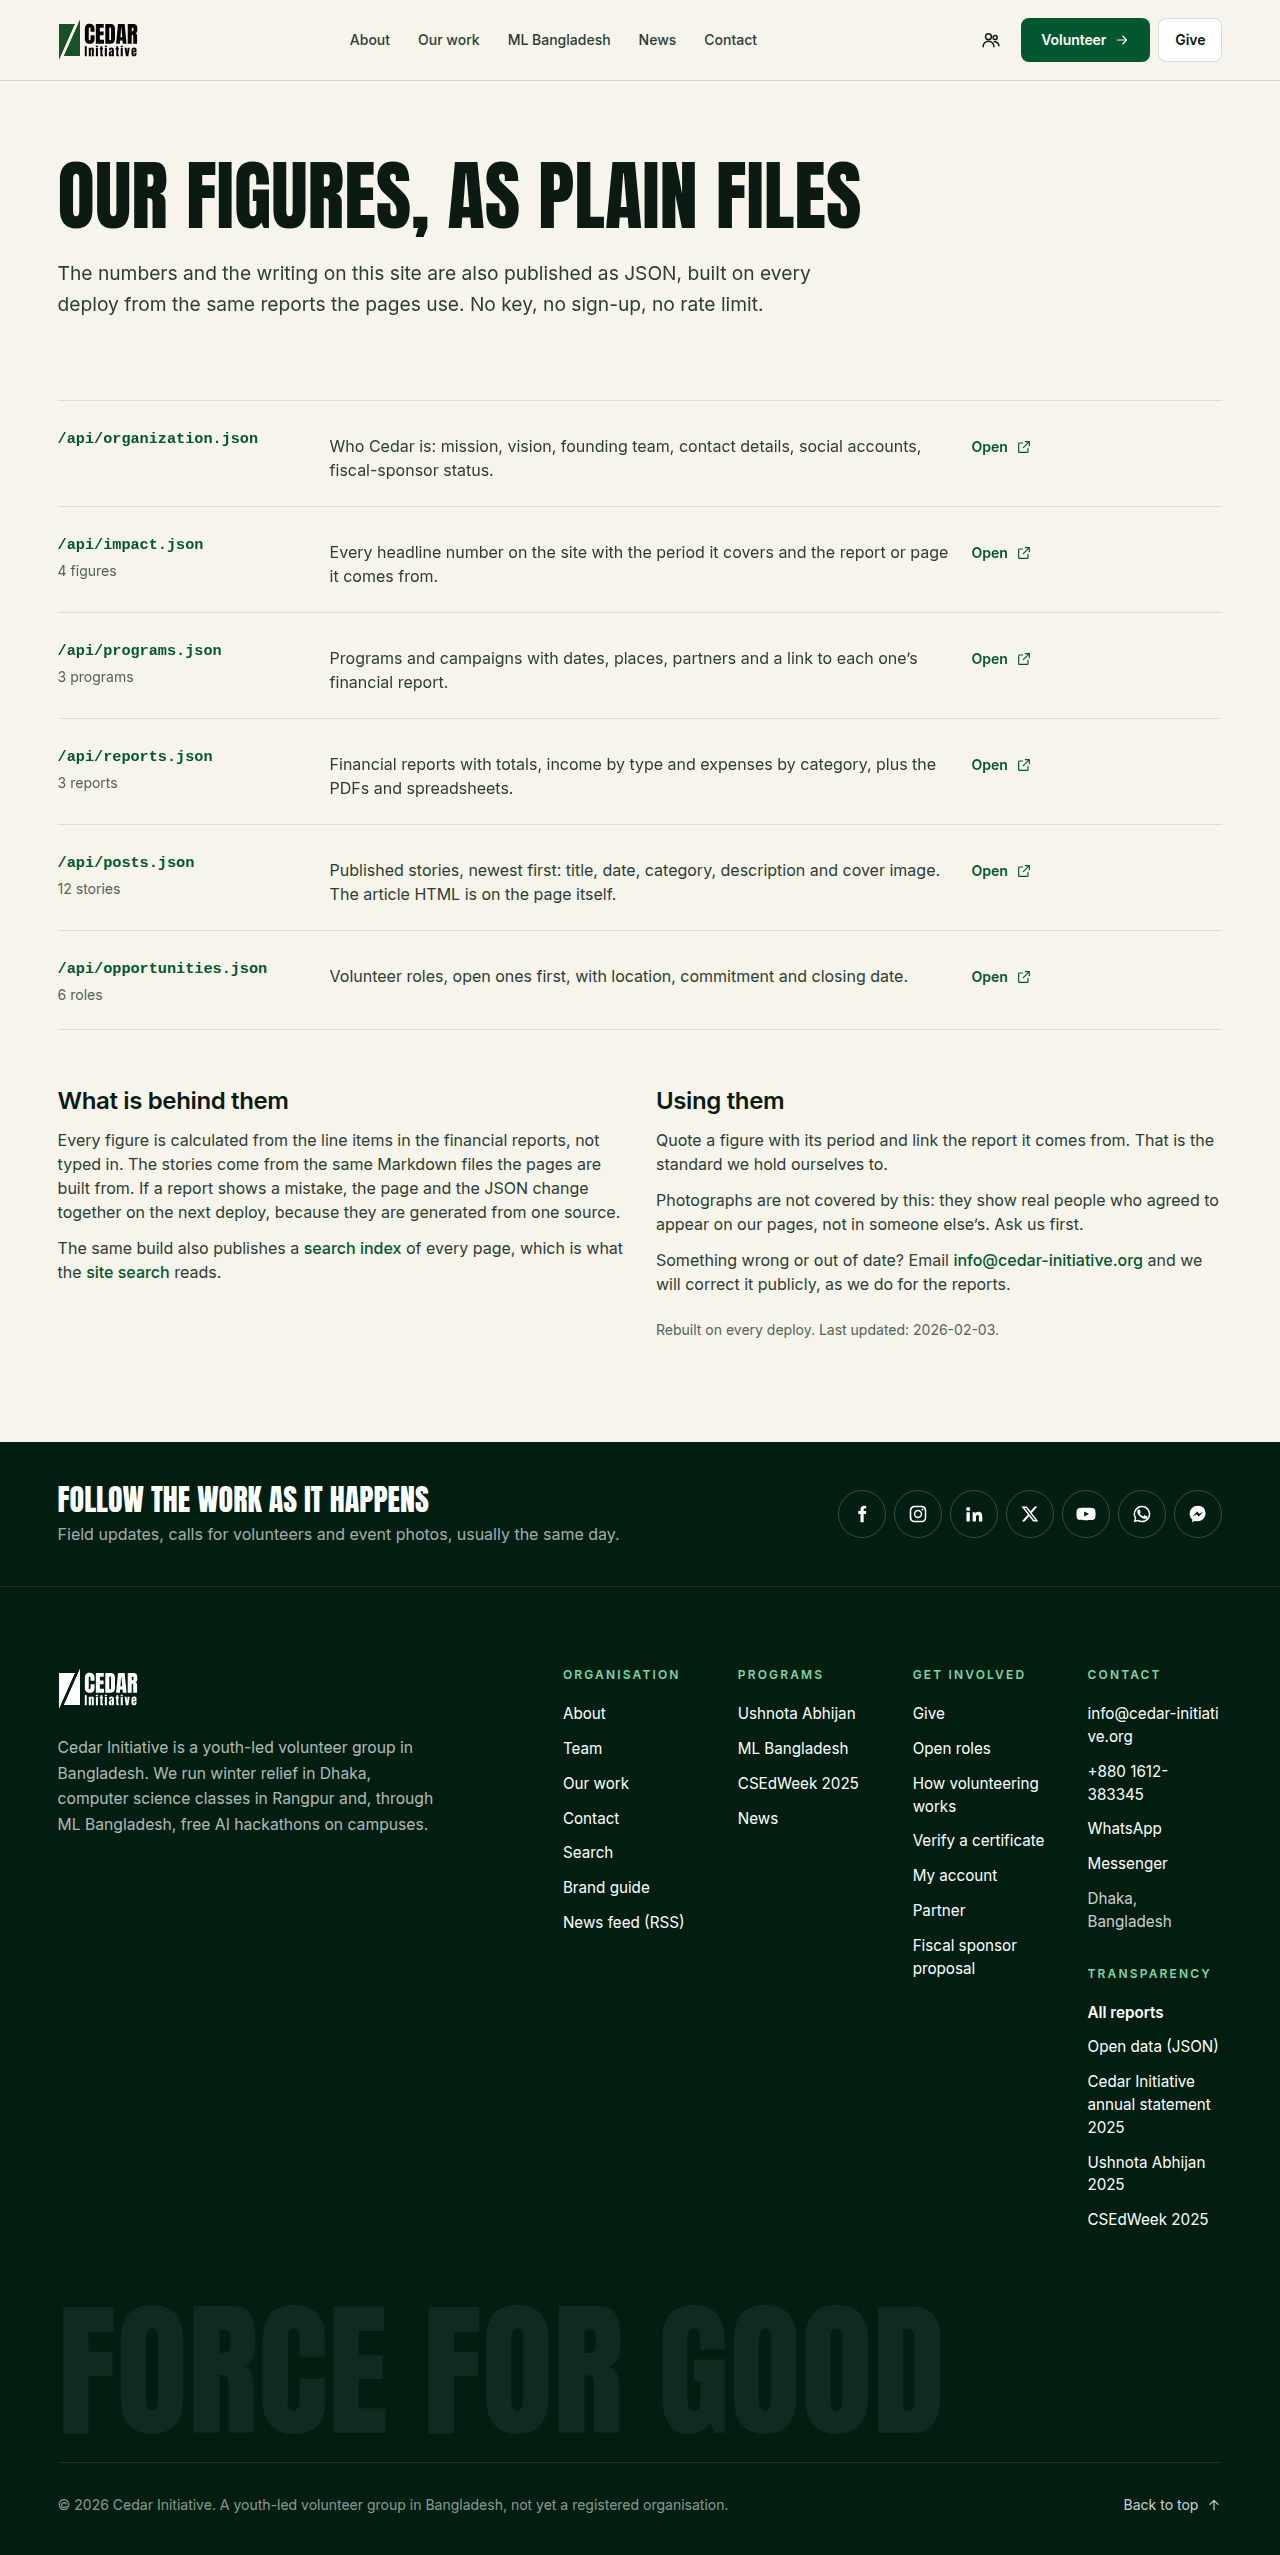 CEDAR
Initiative
About
Our work
ML Bangladesh
News
Contact
Volunteer
Give
OUR FIGURES, AS PLAIN FILES
The numbers and the writing on this site are also published as JSON, built on every
deploy from the same reports the pages use. No key, no sign-up, no rate limit.
/api/organization.json
Who Cedar is: mission, vision, founding team, contact details, social accounts,
fiscal-sponsor status.
Open
/api/impact.json
4 figures
Every headline number on the site with the period it covers and the report or page
it comes from.
Open
/api/programs.json
3 programs
Programs and campaigns with dates, places, partners and a link to each one’s
financial report.
Open
/api/reports.json
3 reports
Financial reports with totals, income by type and expenses by category, plus the
PDFs and spreadsheets.
Open
/api/posts.json
12 stories
Published stories, newest first: title, date, category, description and cover image.
The article HTML is on the page itself.
Open
/api/opportunities.json
6 roles
Volunteer roles, open ones first, with location, commitment and closing date.
Open
What is behind them
Every figure is calculated from the line items in the financial reports, not
typed in. The stories come from the same Markdown files the pages are
built from. If a report shows a mistake, the page and the JSON change
together on the next deploy, because they are generated from one source.
The same build also publishes a search index of every page, which is what
the site search reads.
Using them
Quote a figure with its period and link the report it comes from. That is the
standard we hold ourselves to.
Photographs are not covered by this: they show real people who agreed to
appear on our pages, not in someone else’s. Ask us first.
Something wrong or out of date? Email info@cedar-initiative.org and we
will correct it publicly, as we do for the reports.
Rebuilt on every deploy. Last updated: 2026-02-03.
FOLLOW THE WORK AS IT HAPPENS
Field updates, calls for volunteers and event photos, usually the same day.
CEDAR
Initiative
Cedar Initiative is a youth-led volunteer group in
Bangladesh. We run winter relief in Dhaka,
computer science classes in Rangpur and, through
ML Bangladesh, free AI hackathons on campuses.
ORGANISATION
About
Team
Our work
Contact
Search
Brand guide
News feed (RSS)
PROGRAMS
Ushnota Abhijan
ML Bangladesh
CSEdWeek 2025
News
GET INVOLVED
Give
Open roles
How volunteering
works
Verify a certificate
My account
Partner
Fiscal sponsor
proposal
CONTACT
info@cedar-initiati
ve.org
+880 1612-
383345
WhatsApp
Messenger
Dhaka,
Bangladesh
TRANSPARENCY
All reports
Open data (JSON)
Cedar Initiative
annual statement
2025
Ushnota Abhijan
2025
CSEdWeek 2025
FORCE FOR GOOD
© 2026 Cedar Initiative. A youth-led volunteer group in Bangladesh, not yet a registered organisation.
Back to top